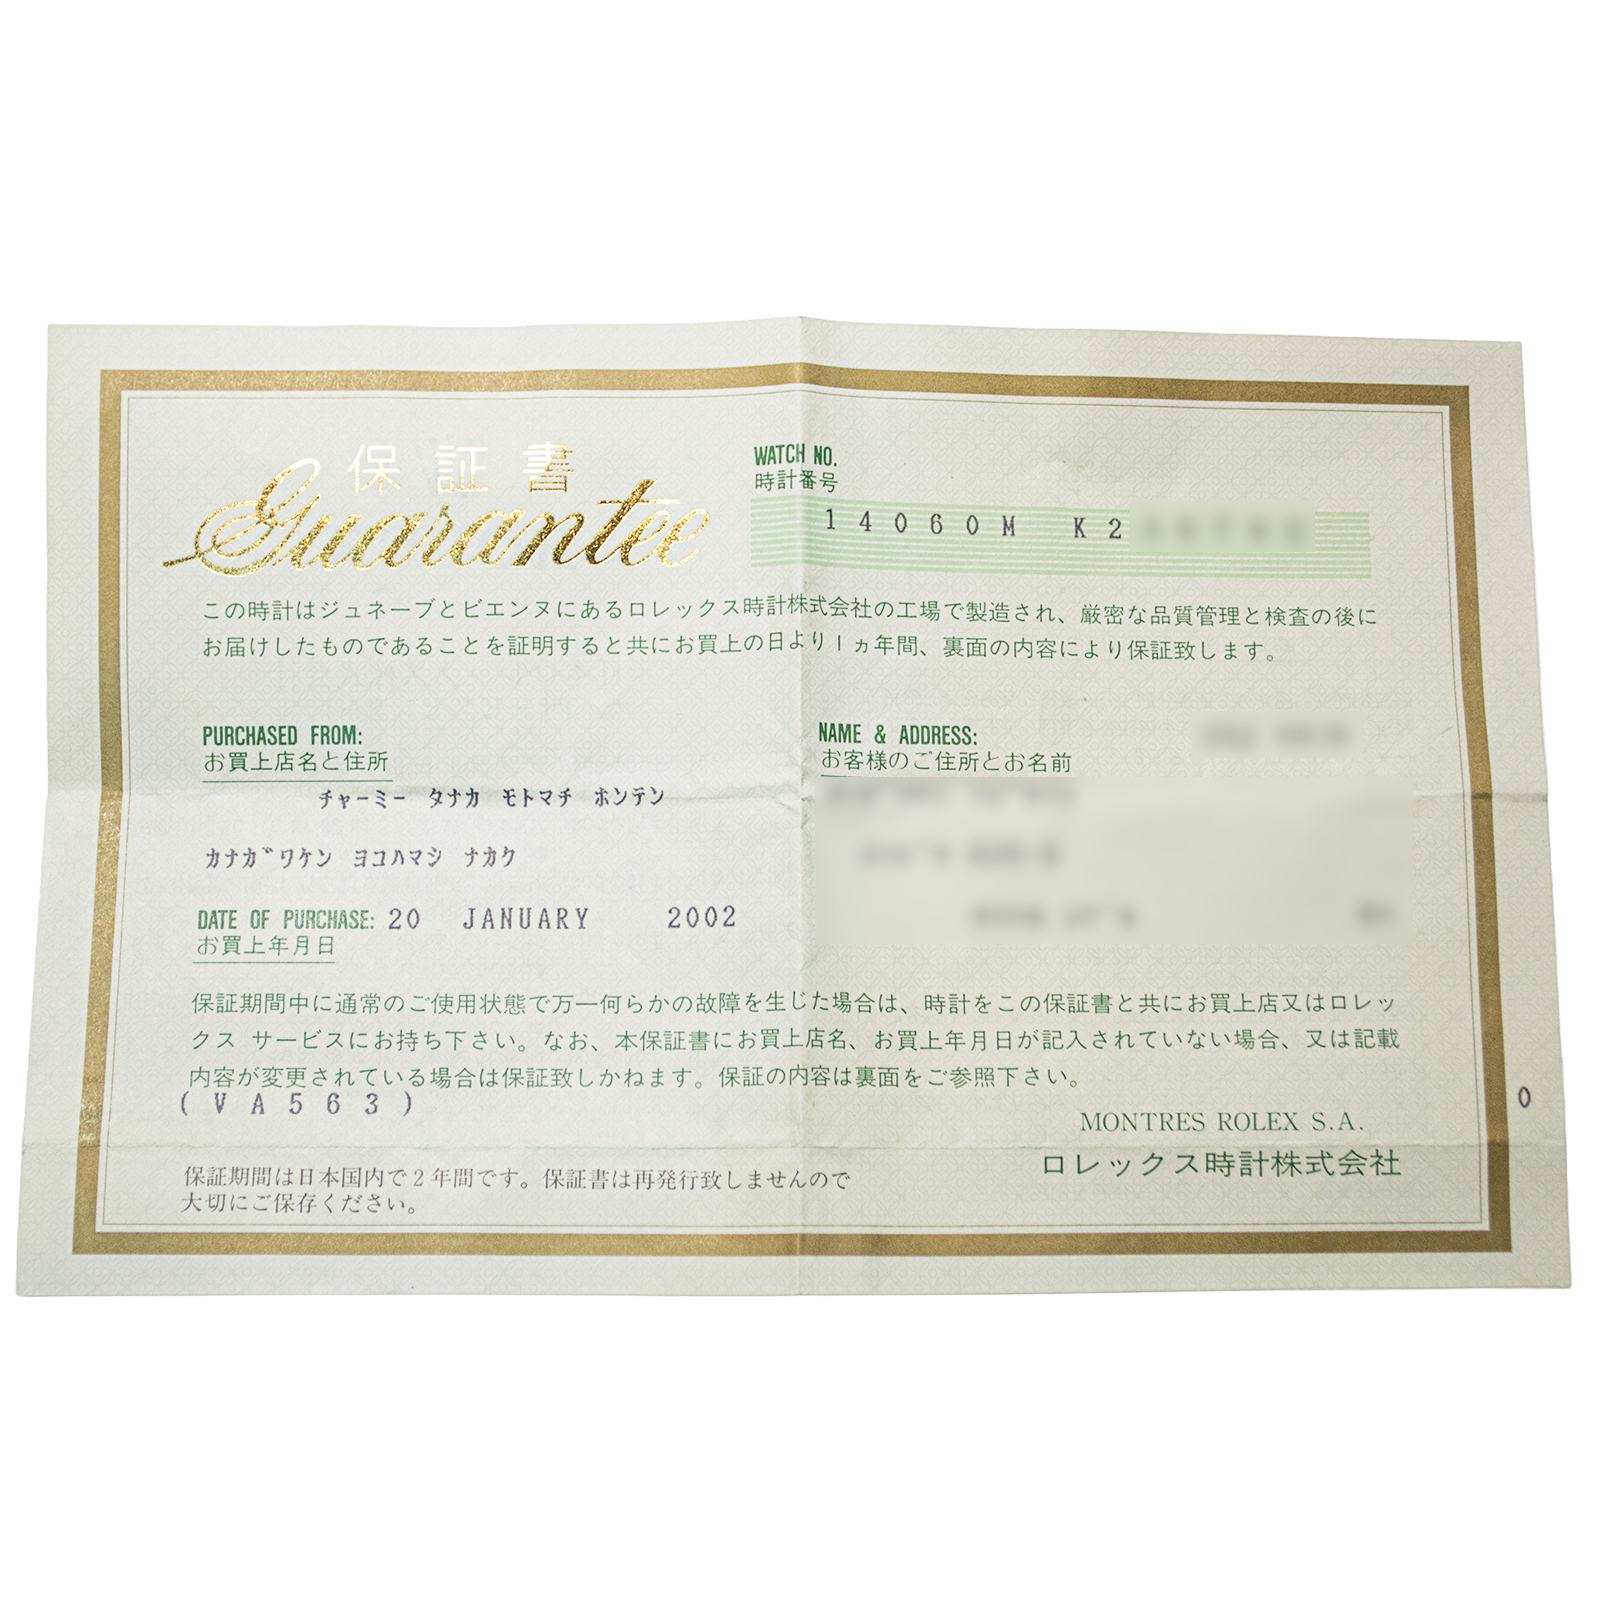 保証書
Guarantee
WATCH NO.
時計番号
14060M K2
この時計はジュネーブとビエンヌにあるロレックス時計株式会社の工場で製造され、厳密な品質管理と検査の後に
お届けしたものであることを証明すると共にお買上の日より1ヵ年間、裏面の内容により保証致します。
PURCHASED FROM:
お買上店名と住所
チャーミー タナカ モトマチ ホンテン
カナガワケン ヨコハマシ ナカク
NAME & ADDRESS:
お客様のご住所とお名前
DATE OF PURCHASE: 20 JANUARY 2002
お買上年月日
保証期間中に通常のご使用状態で万一何らかの故障を生じた場合は、時計をこの保証書と共にお買上店又はロレッ
クス サービスにお持ち下さい。なお、本保証書にお買上店名、お買上年月日が記入されていない場合、又は記載
内容が変更されている場合は保証致しかねます。保証の内容は裏面をご参照下さい。
(VA563)
0
MONTRES ROLEX S.A.
ロレックス時計株式会社
保証期間は日本国内で2年間です。保証書は再発行致しませんので
大切にご保存ください。